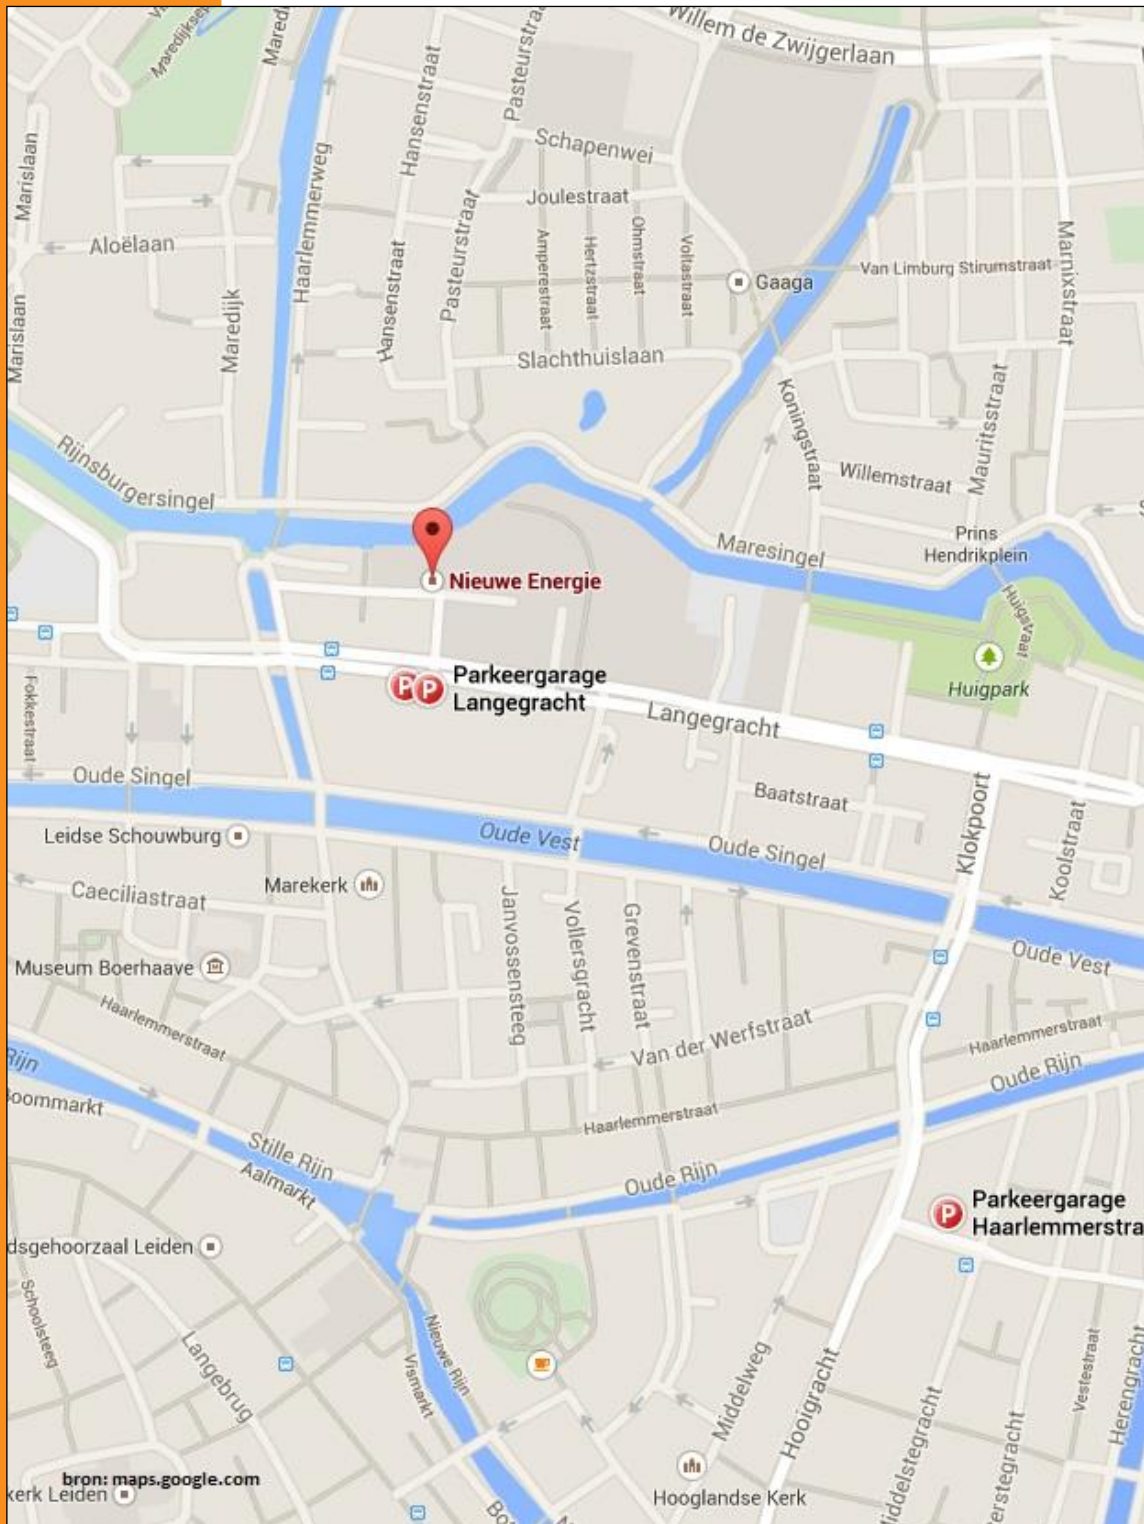 Maredijksepad
Maredijk
Willem de Zwijgerlaan
Pasteurstraat
Hansenstraat
Schapenwei
Marislaan
Haarlemmerweg
Joulestraat
Aloëlaan
Hansenstraat
Pasteurstraat
Amperestraat
Hertzstraat
Ohmstraat
Voltastraat
Marnixstraat
Van Limburg Stirumstraat
Gaaga
Marislaan
Maredijk
Slachthuislaan
Koningstraat
Mauritsstraat
Rijnsburgersingel
Willemstraat
Maresingel
Prins
Hendrikplein
Nieuwe Energie
Huigstraat
Parkeergarage
Langegracht
Huigpark
Fokkestraat
Langegracht
Oude Singel
Baatstraat
Klokpoort
Koolstraat
Leidse Schouwburg
Oude Vest
Oude Singel
Marekerk
Caeciliastraat
Janvossensteeg
Vollersgracht
Grevenstraat
Oude Vest
Museum Boerhaave
Haarlemmerstraat
Van der Werfstraat
Haarlemmerstraat
Rijn
Oude Rijn
Boommarkt
Haarlemmerstraat
Stille Rijn
Aalmarkt
Oude Rijn
Parkeergarage
Haarlemmerstra
dsgehoorzaal Leiden
Schoolsteeg
Langebrug
Nieuwe Rijn
Vismarkt
Middelweg
Hooigracht
Middelstegracht
Vestestraat
Herengracht
erstegracht
bron: maps.google.com
kerk Leiden
Hooglandse Kerk